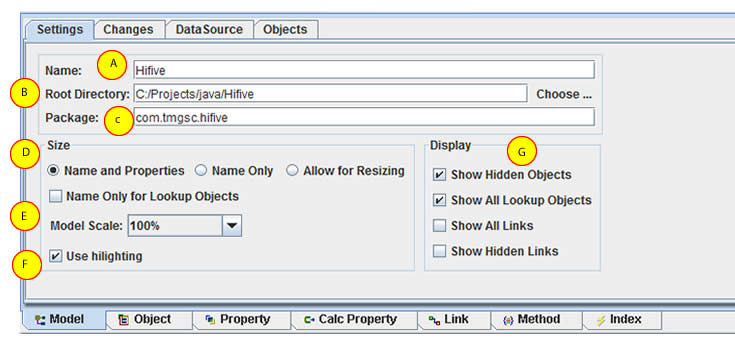 Settings Changes DataSource Objects
A
Name: Hifive
B
Root Directory: C:/Projects/java/Hifive Choose ...
Package: c com.tmgsc.hifive
D
Size
Name and Properties Name Only Allow for Resizing
Name Only for Lookup Objects
E
Model Scale: 100%
Use hilighting
F
Display
G
Show Hidden Objects
Show All Lookup Objects
Show All Links
Show Hidden Links
Model Object Property Calc Property Link Method Index